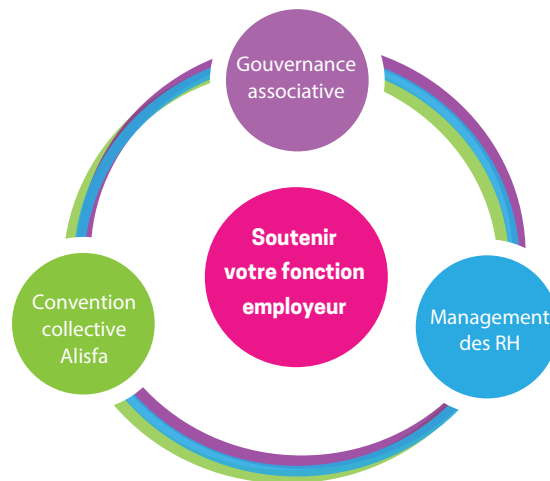 Gouvernance
associative
Soutenir
votre fonction
employeur
Convention
collective
Alisfa
Management
des RH